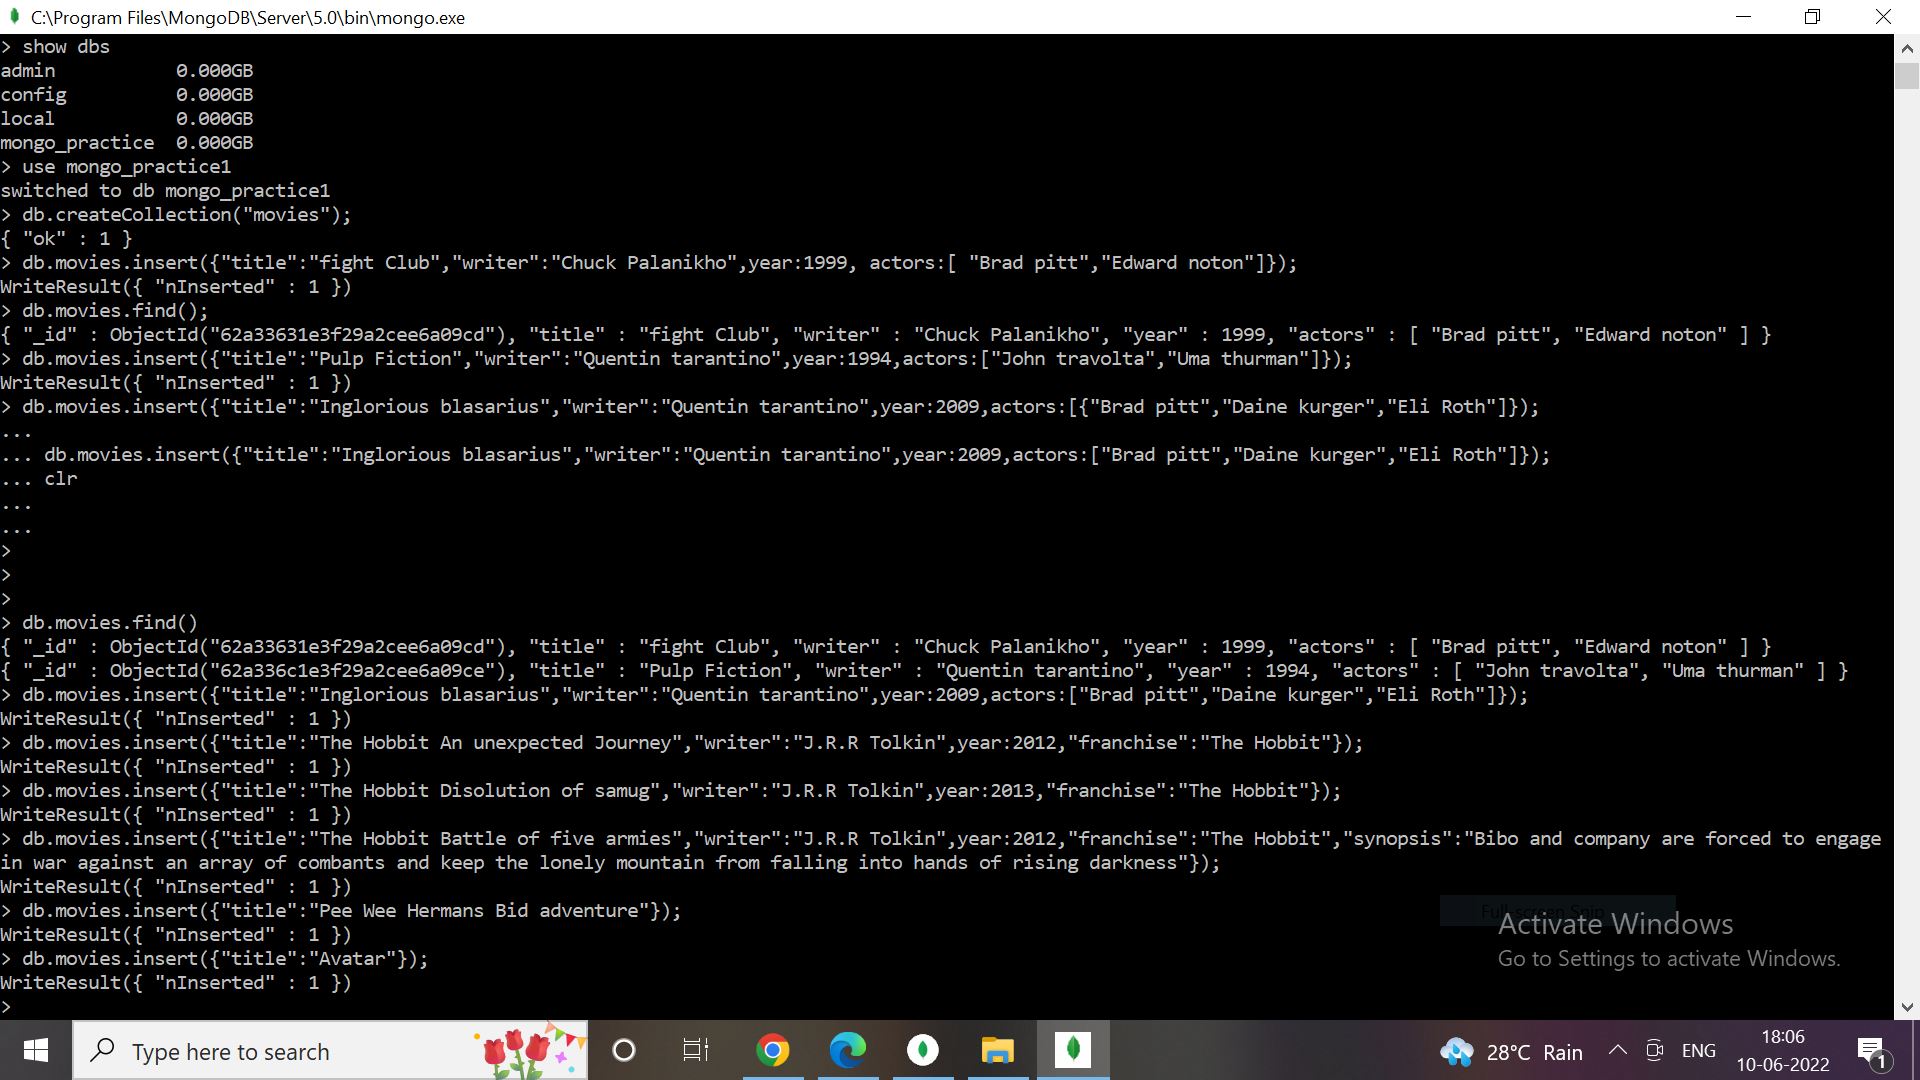 C:\Program Files\MongoDB\Server\5.0\bin\mongo.exe
> show dbs
admin           0.000GB
config          0.000GB
local           0.000GB
mongo_practice  0.000GB
> use mongo_practice1
switched to db mongo_practice1
> db.createCollection("movies");
{ "ok" : 1 }
> db.movies.insert({"title":"fight Club","writer":"Chuck Palanikho",year:1999, actors:[ "Brad pitt","Edward noton"]});
WriteResult({ "nInserted" : 1 })
> db.movies.find();
{ "_id" : ObjectId("62a33631e3f29a2cee6a09cd"), "title" : "fight Club", "writer" : "Chuck Palanikho", "year" : 1999, "actors" : [ "Brad pitt", "Edward noton" ] }
> db.movies.insert({"title":"Pulp Fiction","writer":"Quentin tarantino",year:1994,actors:["John travolta","Uma thurman"]});
WriteResult({ "nInserted" : 1 })
> db.movies.insert({"title":"Inglorious blasarius","writer":"Quentin tarantino",year:2009,actors:[{"Brad pitt","Daine kurger","Eli Roth"]});
...
... db.movies.insert({"title":"Inglorious blasarius","writer":"Quentin tarantino",year:2009,actors:["Brad pitt","Daine kurger","Eli Roth"]});
... clr
...
...
>
>
>
> db.movies.find()
{ "_id" : ObjectId("62a33631e3f29a2cee6a09cd"), "title" : "fight Club", "writer" : "Chuck Palanikho", "year" : 1999, "actors" : [ "Brad pitt", "Edward noton" ] }
{ "_id" : ObjectId("62a336c1e3f29a2cee6a09ce"), "title" : "Pulp Fiction", "writer" : "Quentin tarantino", "year" : 1994, "actors" : [ "John travolta", "Uma thurman" ] }
> db.movies.insert({"title":"Inglorious blasarius","writer":"Quentin tarantino",year:2009,actors:["Brad pitt","Daine kurger","Eli Roth"]});
WriteResult({ "nInserted" : 1 })
> db.movies.insert({"title":"The Hobbit An unexpected Journey","writer":"J.R.R Tolkin",year:2012,"franchise":"The Hobbit"});
WriteResult({ "nInserted" : 1 })
> db.movies.insert({"title":"The Hobbit Disolution of samug","writer":"J.R.R Tolkin",year:2013,"franchise":"The Hobbit"});
WriteResult({ "nInserted" : 1 })
> db.movies.insert({"title":"The Hobbit Battle of five armies","writer":"J.R.R Tolkin",year:2012,"franchise":"The Hobbit","synopsis":"Bibo and company are forced to engage
in war against an array of combants and keep the lonely mountain from falling into hands of rising darkness"});
WriteResult({ "nInserted" : 1 })
> db.movies.insert({"title":"Pee Wee Hermans Bid adventure"});
WriteResult({ "nInserted" : 1 })
> db.movies.insert({"title":"Avatar"});
WriteResult({ "nInserted" : 1 })
>
Full-screen Snip
Activate Windows
Go to Settings to activate Windows.
Type here to search
28°C Rain
ENG
18:06
10-06-2022
1